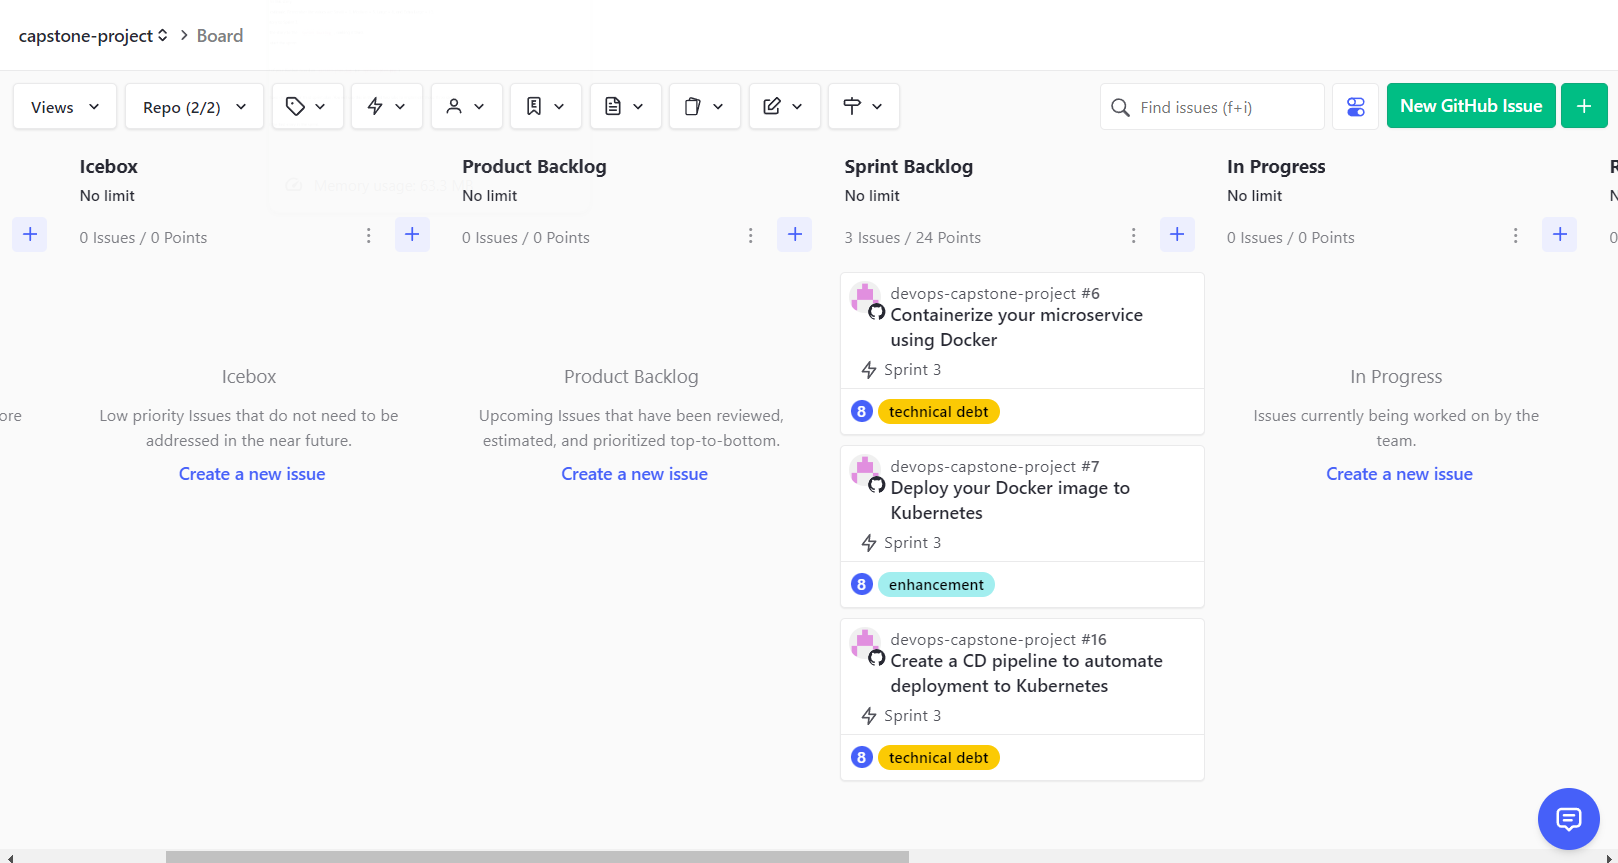 capstone-project > Board
Views
Repo (2/2)
Find issues (f+i)
New GitHub Issue
+
ore
Icebox
No limit
0 Issues / 0 Points
Icebox
Low priority Issues that do not need to be
addressed in the near future.
Create a new issue
Product Backlog
No limit
0 Issues / 0 Points
Product Backlog
Upcoming Issues that have been reviewed,
estimated, and prioritized top-to-bottom.
Create a new issue
Sprint Backlog
No limit
3 Issues / 24 Points
devops-capstone-project #6
Containerize your microservice
using Docker
Sprint 3
8 technical debt
devops-capstone-project #7
Deploy your Docker image to
Kubernetes
Sprint 3
8 enhancement
devops-capstone-project #16
Create a CD pipeline to automate
deployment to Kubernetes
Sprint 3
8 technical debt
In Progress
No limit
0 Issues / 0 Points
In Progress
Issues currently being worked on by the
team.
Create a new issue